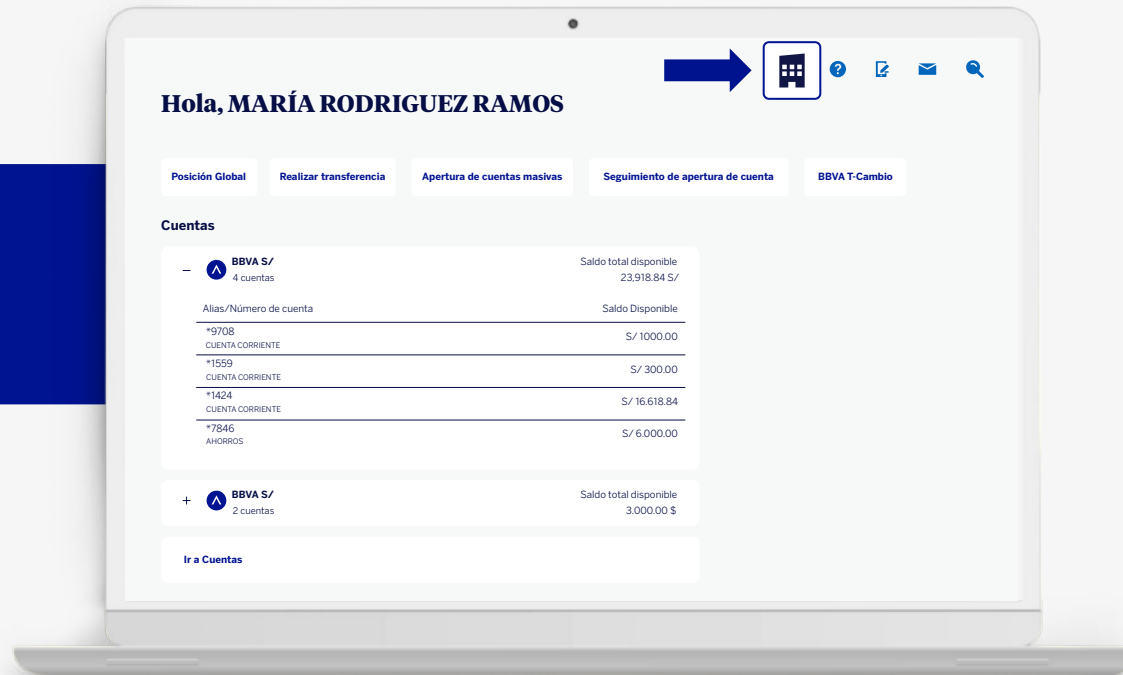 Hola, MARÍA RODRIGUEZ RAMOS
Posición Global
Realizar transferencia
Apertura de cuentas masivas
Seguimiento de apertura de cuenta
BBVA T-Cambio
Cuentas
BBVA S/
Saldo total disponible
4 cuentas
23,918.84 S/
Alias/Número de cuenta
Saldo Disponible
*9708
CUENTA CORRIENTE
S/ 1000.00
*1559
CUENTA CORRIENTE
S/ 300.00
*1424
CUENTA CORRIENTE
S/ 16.618.84
*7846
AHORROS
S/ 6.000.00
BBVA S/
Saldo total disponible
2 cuentas
3.000.00 $
Ir a Cuentas